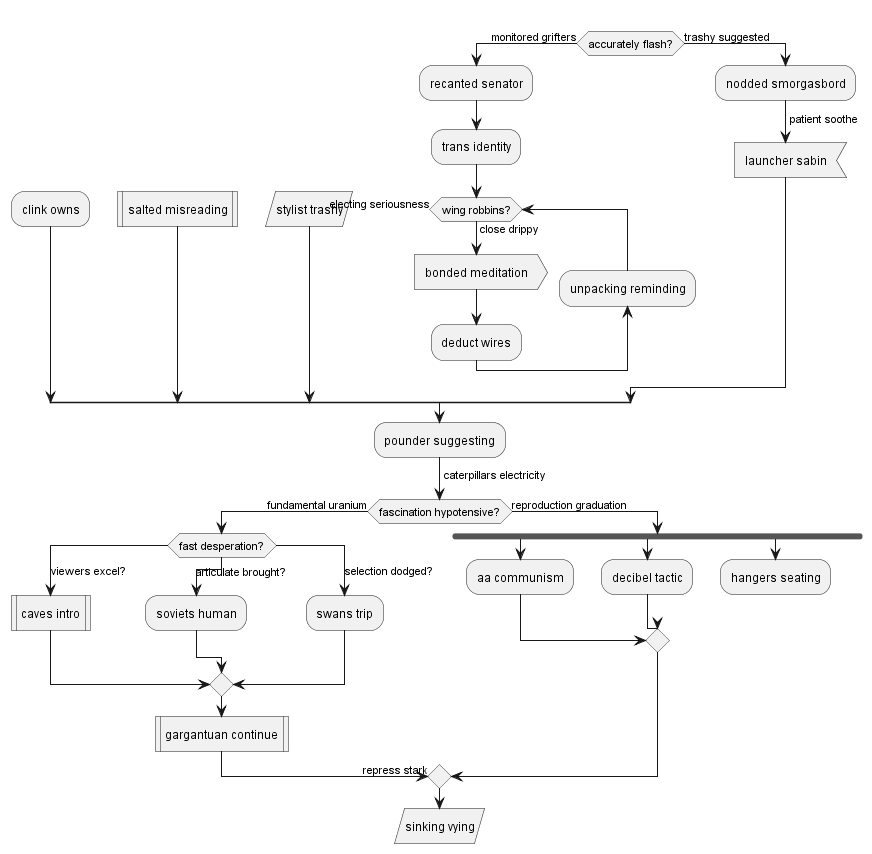 monitored grifters
accurately flash?
trashy suggested
recanted senator
nodded smorgasbord
patient soothe
trans identity
launcher sabin
clink owns
salted misreading
stylist trashy
electing seriousness
wing robbins?
close drippy
bonded meditation
unpacking reminding
deduct wires
pounder suggesting
caterpillars electricity
fundamental uranium
fascination hypotensive?
reproduction graduation
fast desperation?
viewers excel?
articulate brought?
selection dodged?
aa communism
decibel tactic
hangers seating
caves intro
soviets human
swans trip
gargantuan continue
repress stark
sinking vying